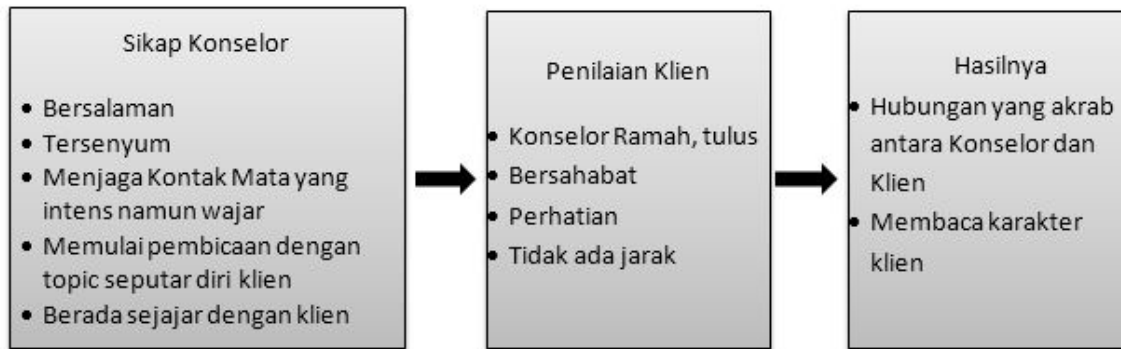 Sikap Konselor
• Bersalaman
• Tersenyum
• Menjaga Kontak Mata yang
intens namun wajar
• Memulai pembicaan dengan
topic seputar diri klien
• Berada sejajar dengan klien
Penilaian Klien
• Konselor Ramah, tulus
• Bersahabat
• Perhatian
• Tidak ada jarak
Hasilnya
• Hubungan yang akrab
antara Konselor dan
Klien
• Membaca karakter
klien